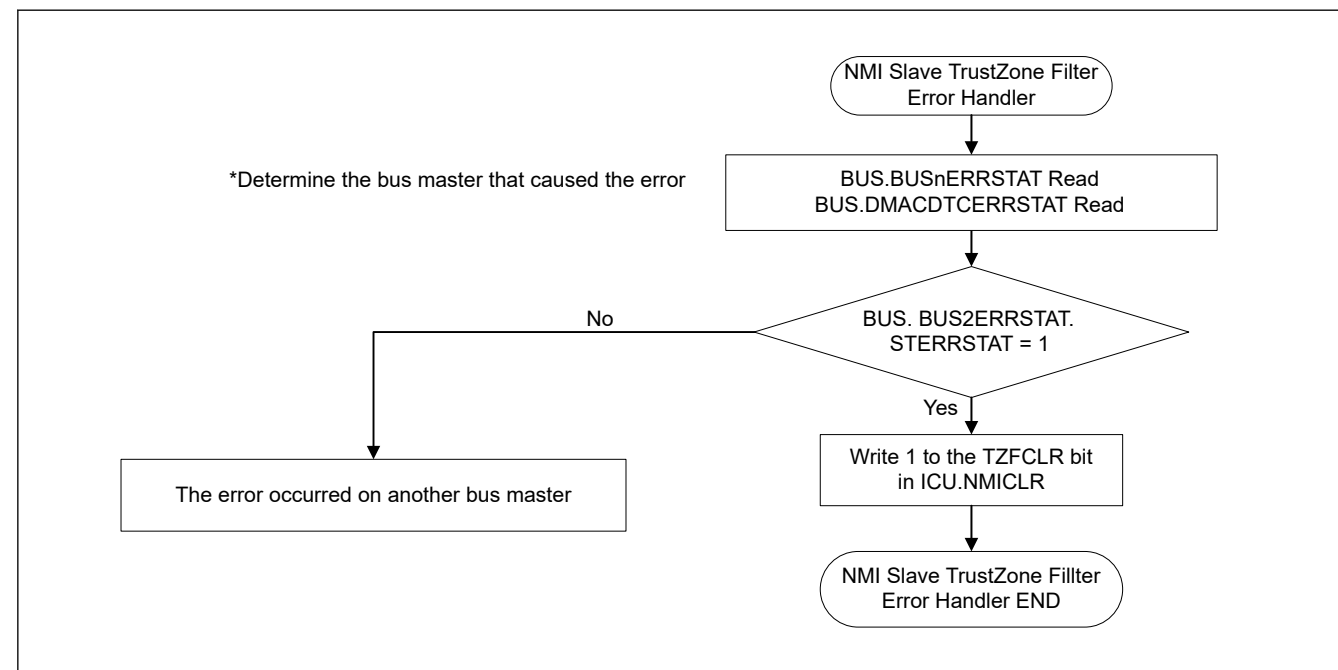 NMI Slave TrustZone Filter
Error Handler
*Determine the bus master that caused the error
BUS.BUSnERRSTAT Read
BUS.DMACDTCERRSTAT Read
BUS. BUS2ERRSTAT.
STERRSTAT = 1
No
Yes
Write 1 to the TZFCLR bit
in ICU.NMICLR
The error occurred on another bus master
NMI Slave TrustZone Fillter
Error Handler END